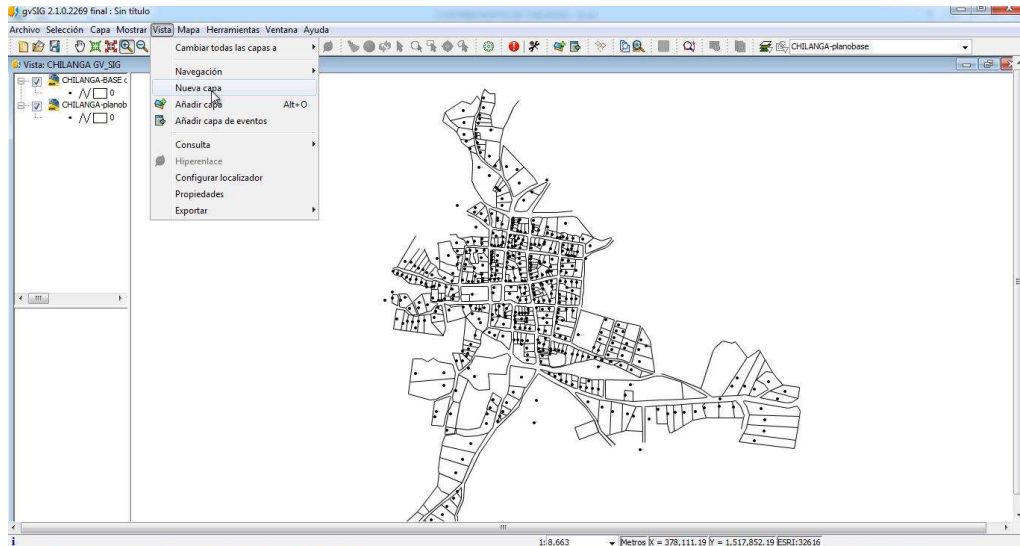 gvSIG 2.1.0.2269 final : Sin título
Archivo Selección Capa Mostrar Vista Mapa Herramientas Ventana Ayuda
CHILANGA-planobase
Vista: CHILANGA GV_SIG
CHILANGA-BASE c
0
CHILANGA-planob
0
Cambiar todas las capas a
Navegación
Nueva capa
Añadir capa Alt+O
Añadir capa de eventos
Consulta
Hiperenlace
Configurar localizador
Propiedades
Exportar
1: 8,663 Metros X = 378,111.19 Y = 1,517,852.19 ESRI:32616